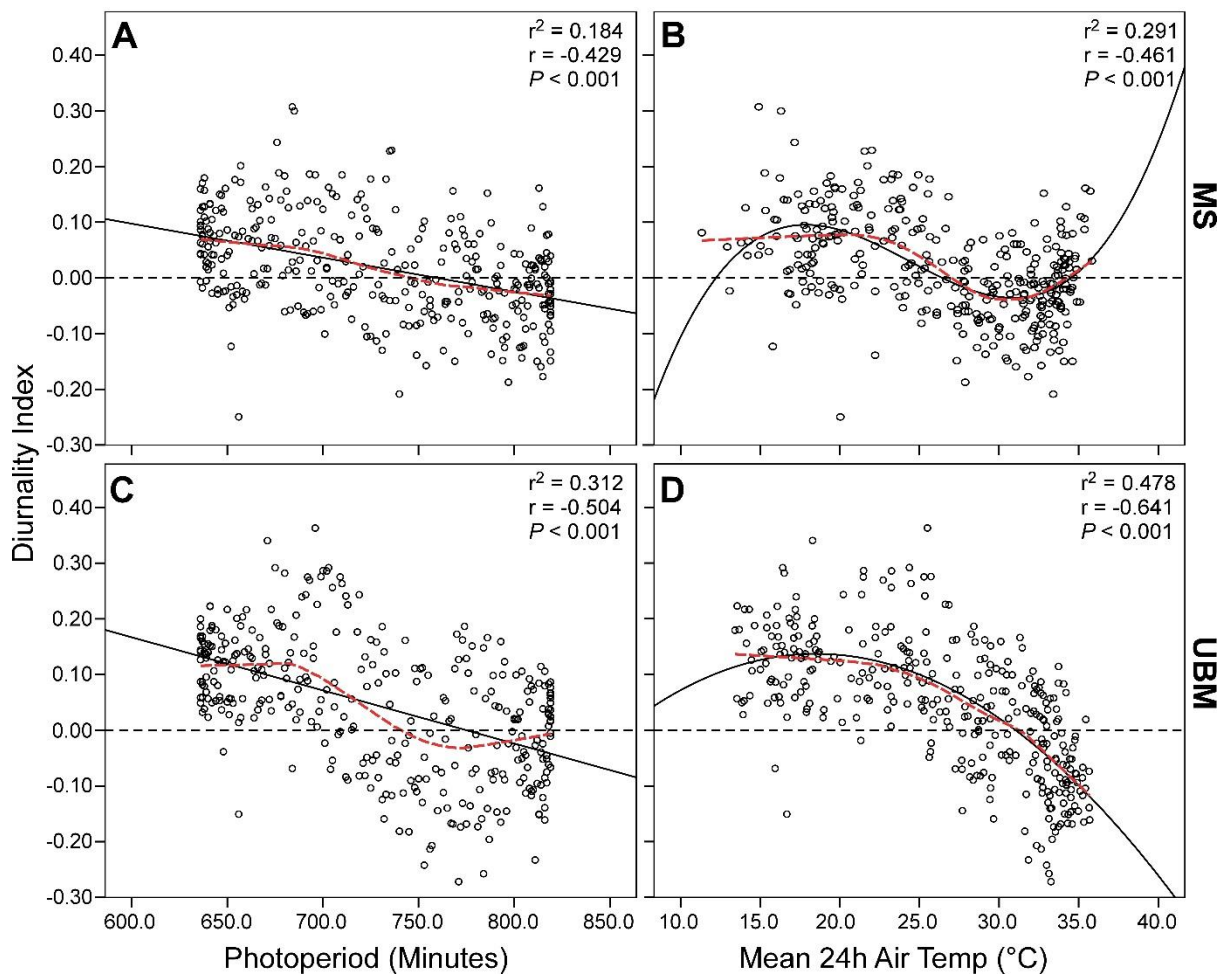 A
r² = 0.184
r = -0.429
P < 0.001
B
r² = 0.291
r = -0.461
P < 0.001
MS
0.40
0.30
0.20
0.10
0.00
-0.10
-0.20
-0.30
Diurnality Index
C
r² = 0.312
r = -0.504
P < 0.001
D
r² = 0.478
r = -0.641
P < 0.001
UBM
0.40
0.30
0.20
0.10
0.00
-0.10
-0.20
-0.30
600.0 650.0 700.0 750.0 800.0 850.0
10.0 15.0 20.0 25.0 30.0 35.0 40.0
Photoperiod (Minutes)
Mean 24h Air Temp (°C)